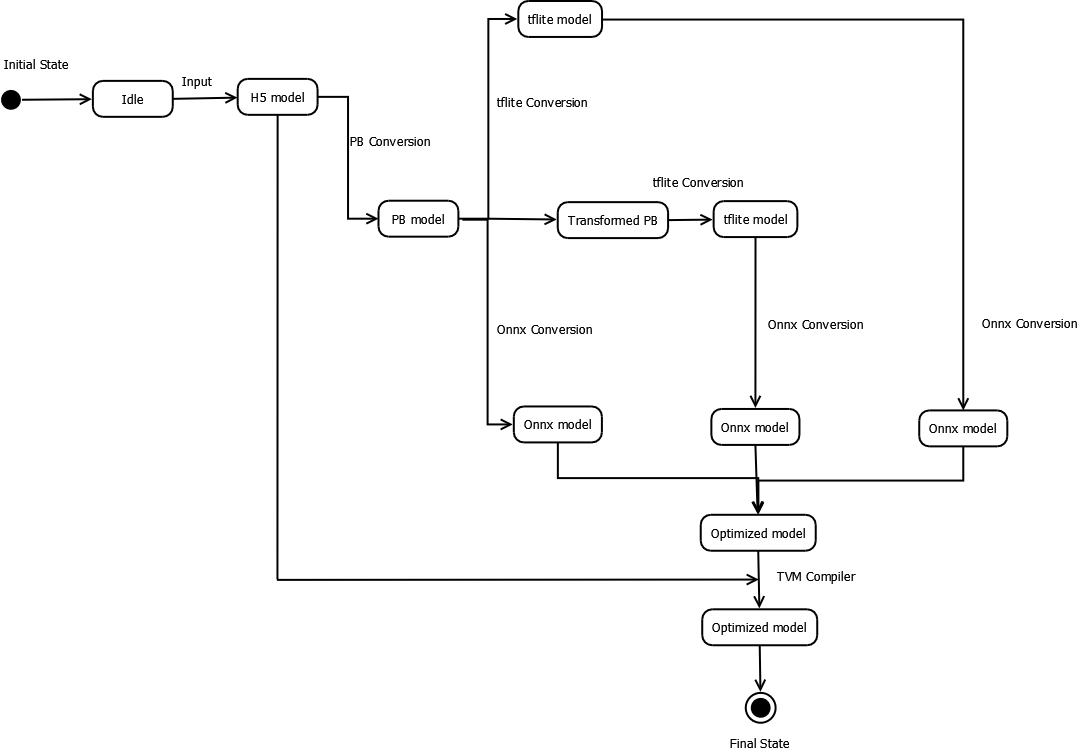 tflite model
Initial State
Input
Idle
H5 model
tflite Conversion
PB Conversion
tflite Conversion
PB model
Transformed PB
tflite model
Onnx Conversion
Onnx Conversion
Onnx Conversion
Onnx model
Onnx model
Onnx model
Optimized model
TVM Compiler
Optimized model
Final State